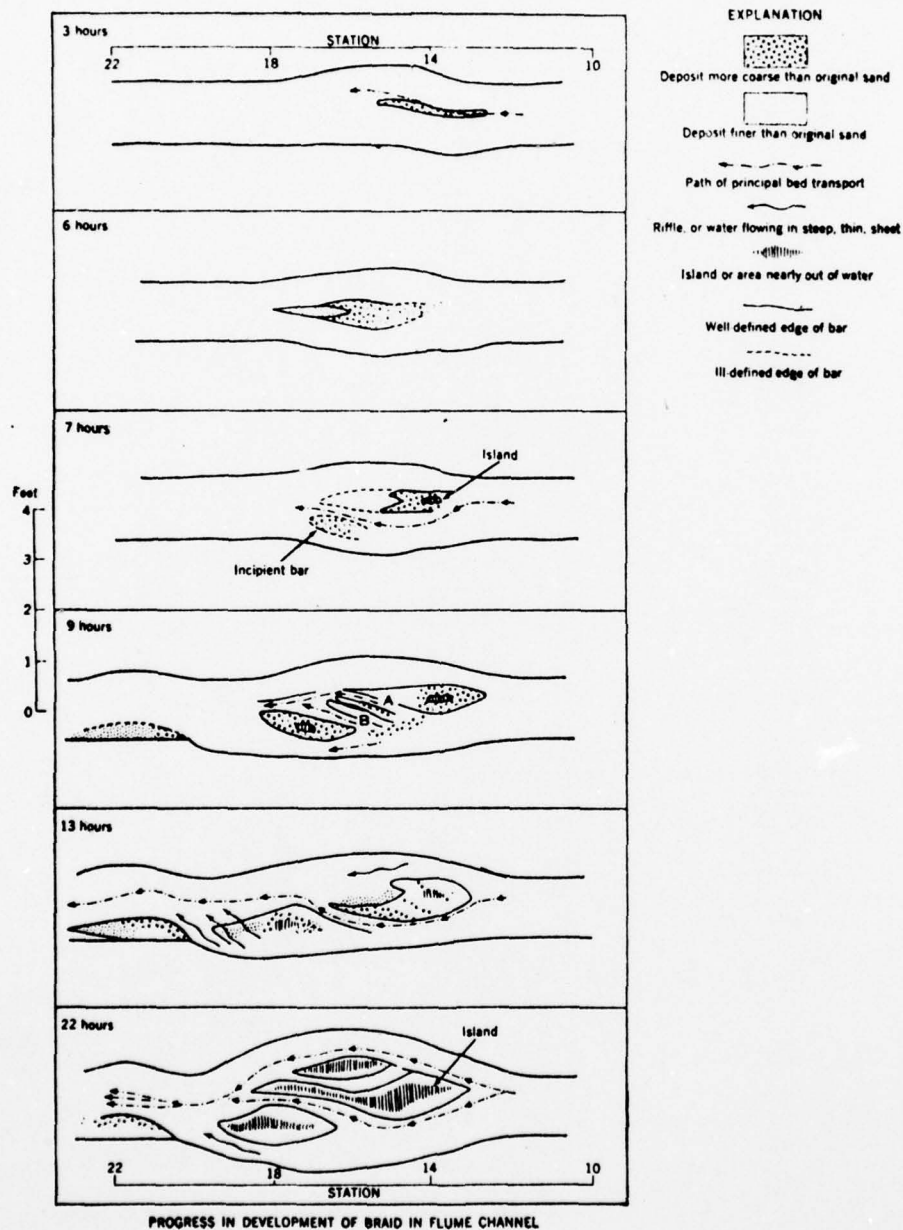 3 hours
STATION
22 18 14 10
6 hours
7 hours
Island
Incipient bar
Feet
4
3
2
1
0
9 hours
A
B
13 hours
22 hours
Island
22 18 14 10
STATION
PROGRESS IN DEVELOPMENT OF BRAID IN FLUME CHANNEL
EXPLANATION
Deposit more coarse than original sand
Deposit finer than original sand
Path of principal bed transport
Riffle, or water flowing in steep, thin, sheet
Island or area nearly out of water
Well defined edge of bar
Ill-defined edge of bar